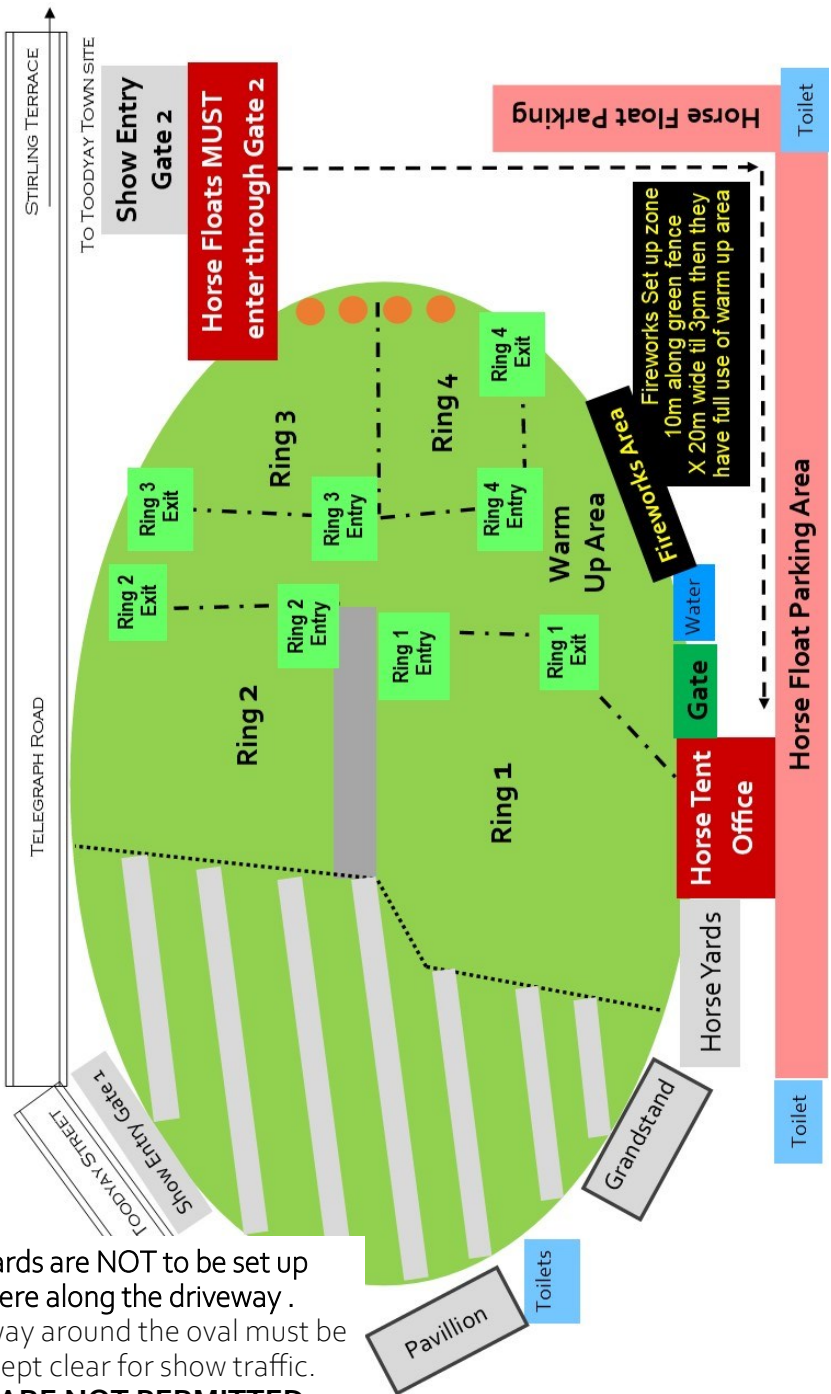 STIRLING TERRACE
TELEGRAPH ROAD
TO TOODYAY TOWN SITE
Show Entry
Gate 2
Horse Floats MUST
enter through Gate 2
Horse Float Parking
Toilet
Fireworks Set up zone
10m along green fence
X 20m wide til 3pm then they
have full use of warm up area
Fireworks Area
Ring 3
Ring 4
Ring 4
Exit
Ring 3
Exit
Ring 3
Entry
Ring 4
Entry
Warm
Up Area
Ring 2
Exit
Ring 2
Entry
Ring 1
Entry
Ring 1
Exit
Ring 2
Ring 1
Water
Gate
Horse Tent
Office
Horse Float Parking Area
Horse Yards
Toilet
Grandstand
TOODYAY STREET
Show Entry Gate 1
Toilets
Pavillion
ards are NOT to be set up
ere along the driveway .
way around the oval must be
ept clear for show traffic.
ARE NOT PERMITTED